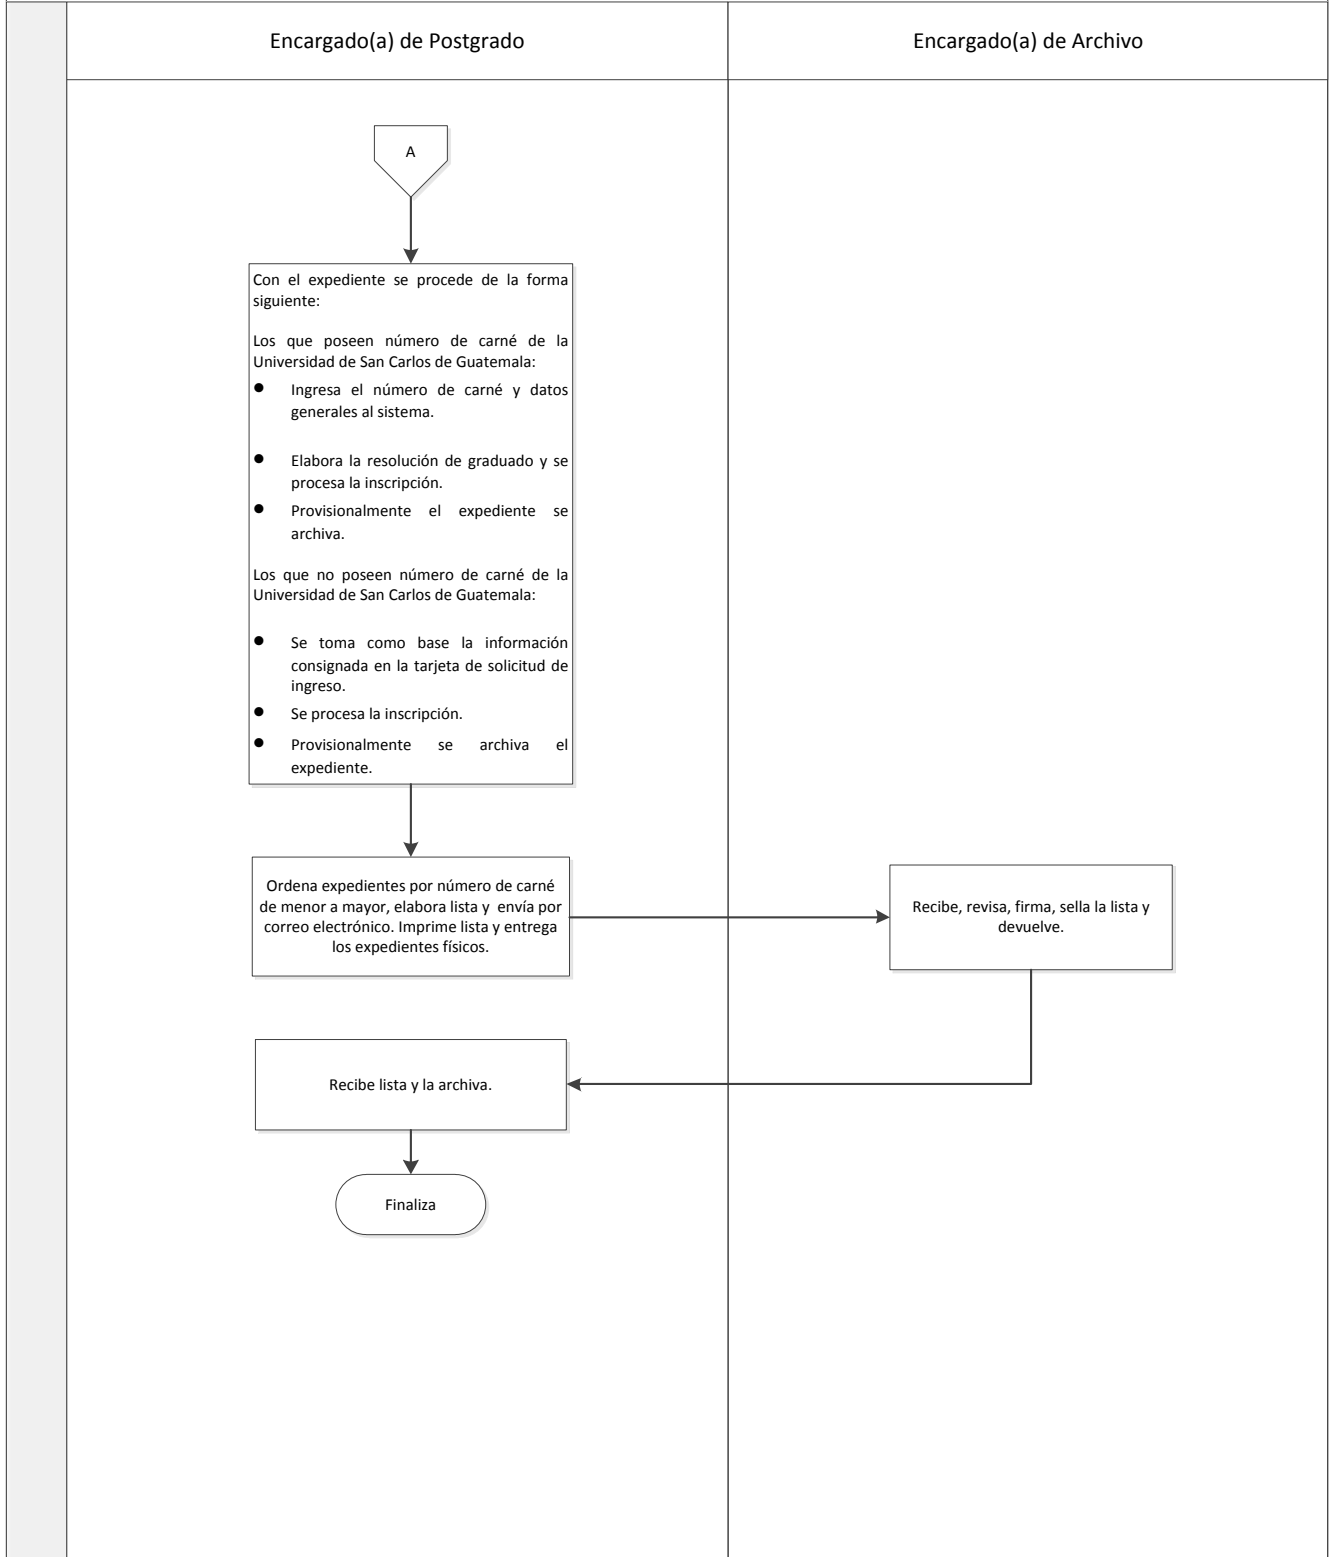 Encargado(a) de Postgrado
Encargado(a) de Archivo
A
Con el expediente se procede de la forma
siguiente:
Los que poseen número de carné de la
Universidad de San Carlos de Guatemala:
● Ingresa el número de carné y datos
generales al sistema.
● Elabora la resolución de graduado y se
procesa la inscripción.
● Provisionalmente el expediente se
archiva.
Los que no poseen número de carné de la
Universidad de San Carlos de Guatemala:
● Se toma como base la información
consignada en la tarjeta de solicitud de
ingreso.
● Se procesa la inscripción.
● Provisionalmente se archiva el
expediente.
Ordena expedientes por número de carné
de menor a mayor, elabora lista y envía por
correo electrónico. Imprime lista y entrega
los expedientes físicos.
Recibe, revisa, firma, sella la lista y
devuelve.
Recibe lista y la archiva.
Finaliza